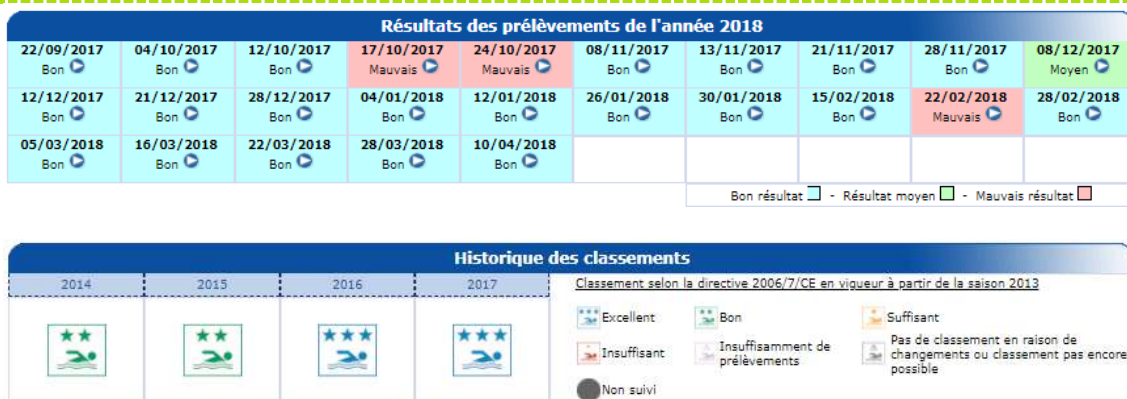 Résultats des prélèvements de l'année 2018
22/09/2017 04/10/2017 12/10/2017 17/10/2017 24/10/2017 08/11/2017 13/11/2017 21/11/2017 28/11/2017 08/12/2017
Bon Bon Bon Mauvais Mauvais Bon Bon Bon Bon Moyen
12/12/2017 21/12/2017 28/12/2017 04/01/2018 12/01/2018 26/01/2018 30/01/2018 15/02/2018 22/02/2018 28/02/2018
Bon Bon Bon Bon Bon Bon Bon Bon Mauvais Bon
05/03/2018 16/03/2018 22/03/2018 28/03/2018 10/04/2018
Bon Bon Bon Bon Bon
Bon résultat - Résultat moyen - Mauvais résultat
Historique des classements
2014 2015 2016 2017
Classement selon la directive 2006/7/CE en vigueur à partir de la saison 2013
Excellent Bon Suffisant
Insuffisant
Insuffisamment de
prélèvements
Pas de classement en raison de
changements ou classement pas encore
possible
Non suivi